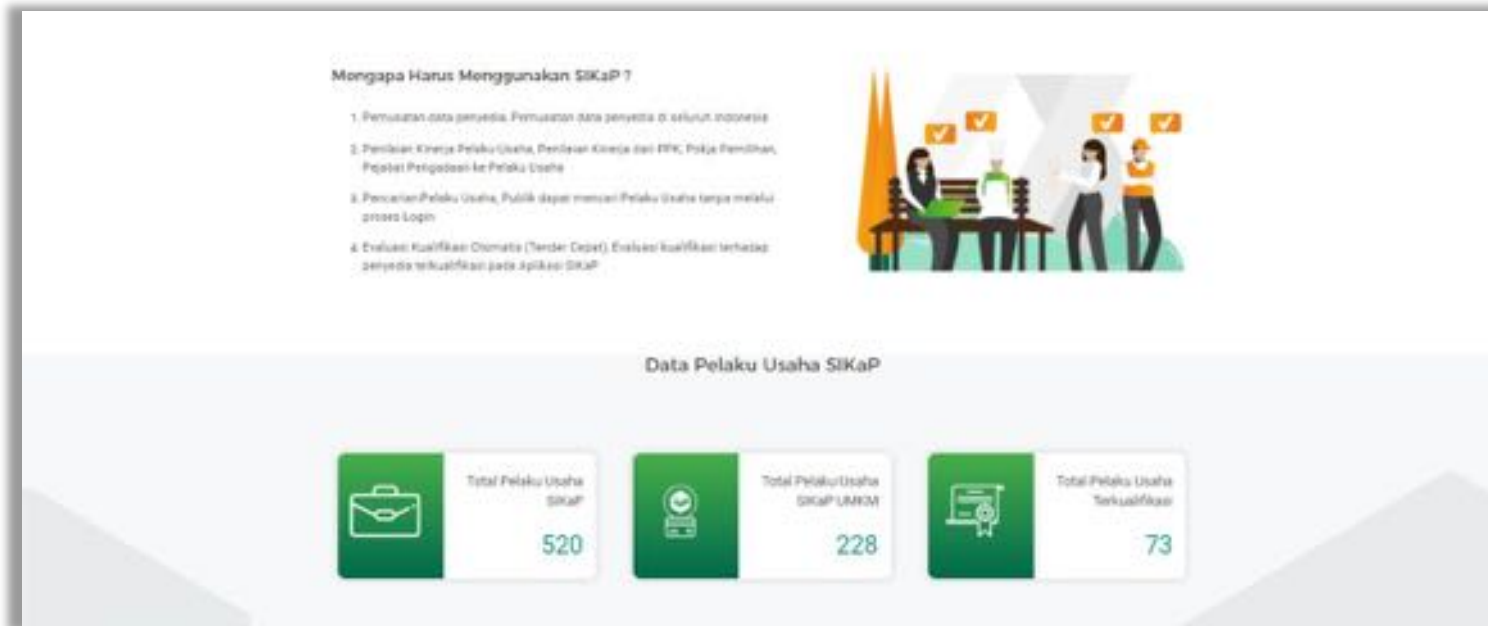 Mengapa Harus Menggunakan SIKaP ?
1. Pemusatan data penyedia. Pemusatan data penyedia di seluruh Indonesia
2. Penilaian Kinerja Pelaku Usaha, Penilaian Kinerja dari PPK, Pokja Pemilihan,
Pejabat Pengadaan ke Pelaku Usaha
3. Pencarian Pelaku Usaha, Publik dapat mencari Pelaku Usaha tanpa melalui
proses Login
4. Evaluasi Kualifikasi Otomatis (Tender Cepat), Evaluasi kualifikasi terhadap
penyedia terkualifikasi pada Aplikasi SIKaP
Data Pelaku Usaha SIKaP
Total Pelaku Usaha
SIKaP
520
Total Pelaku Usaha
SIKaP UMKM
228
Total Pelaku Usaha
Terkualifikasi
73